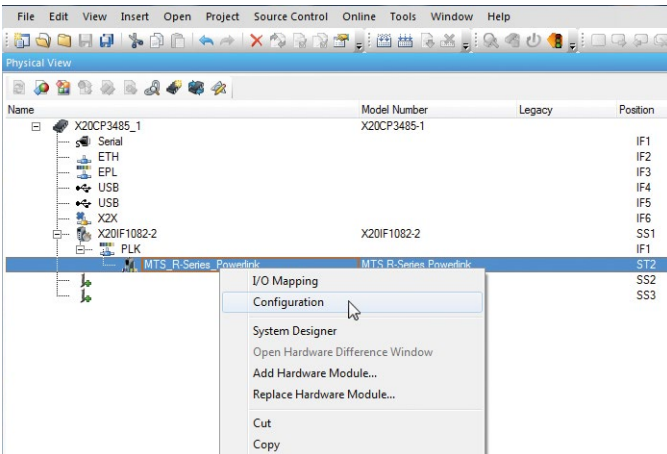 File Edit View Insert Open Project Source Control Online Tools Window Help
Physical View
Name Model Number Legacy Position
X20CP3485_1 X20CP3485-1
Serial IF1
ETH IF2
EPL IF3
USB IF4
USB IF5
X2X IF6
X20IF1082-2 X20IF1082-2 SS1
PLK IF1
MTS_R-Series_Powerlink MTS R-Series Powerlink ST2
SS2
SS3
I/O Mapping
Configuration
System Designer
Open Hardware Difference Window
Add Hardware Module...
Replace Hardware Module...
Cut
Copy